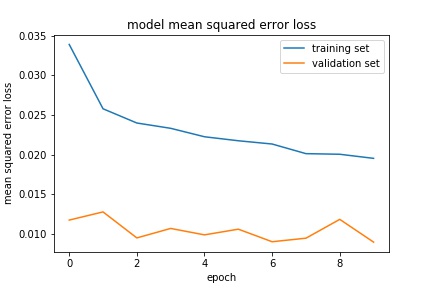 model mean squared error loss
training set
validation set
mean squared error loss
0.035
0.030
0.025
0.020
0.015
0.010
0
2
4
6
8
epoch